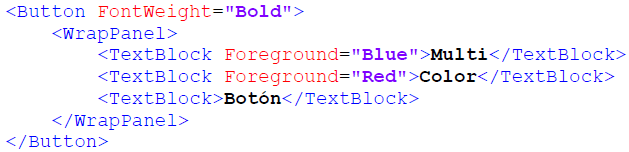 <Button FontWeight="Bold">
    <WrapPanel>
        <TextBlock Foreground="Blue">Multi</TextBlock>
        <TextBlock Foreground="Red">Color</TextBlock>
        <TextBlock>Botón</TextBlock>
    </WrapPanel>
</Button>